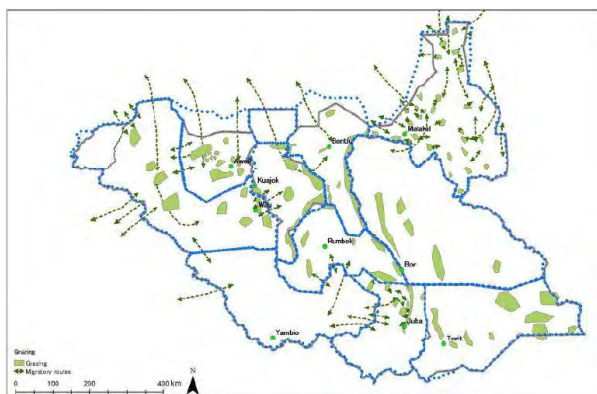 Malakal
Bentiu
Aweil
Kuajok
Wau
Rumbek
Bor
Juba
Yambio
Torit
Grazing
Grazing
Migratory routes
N
0 100 200 400 km